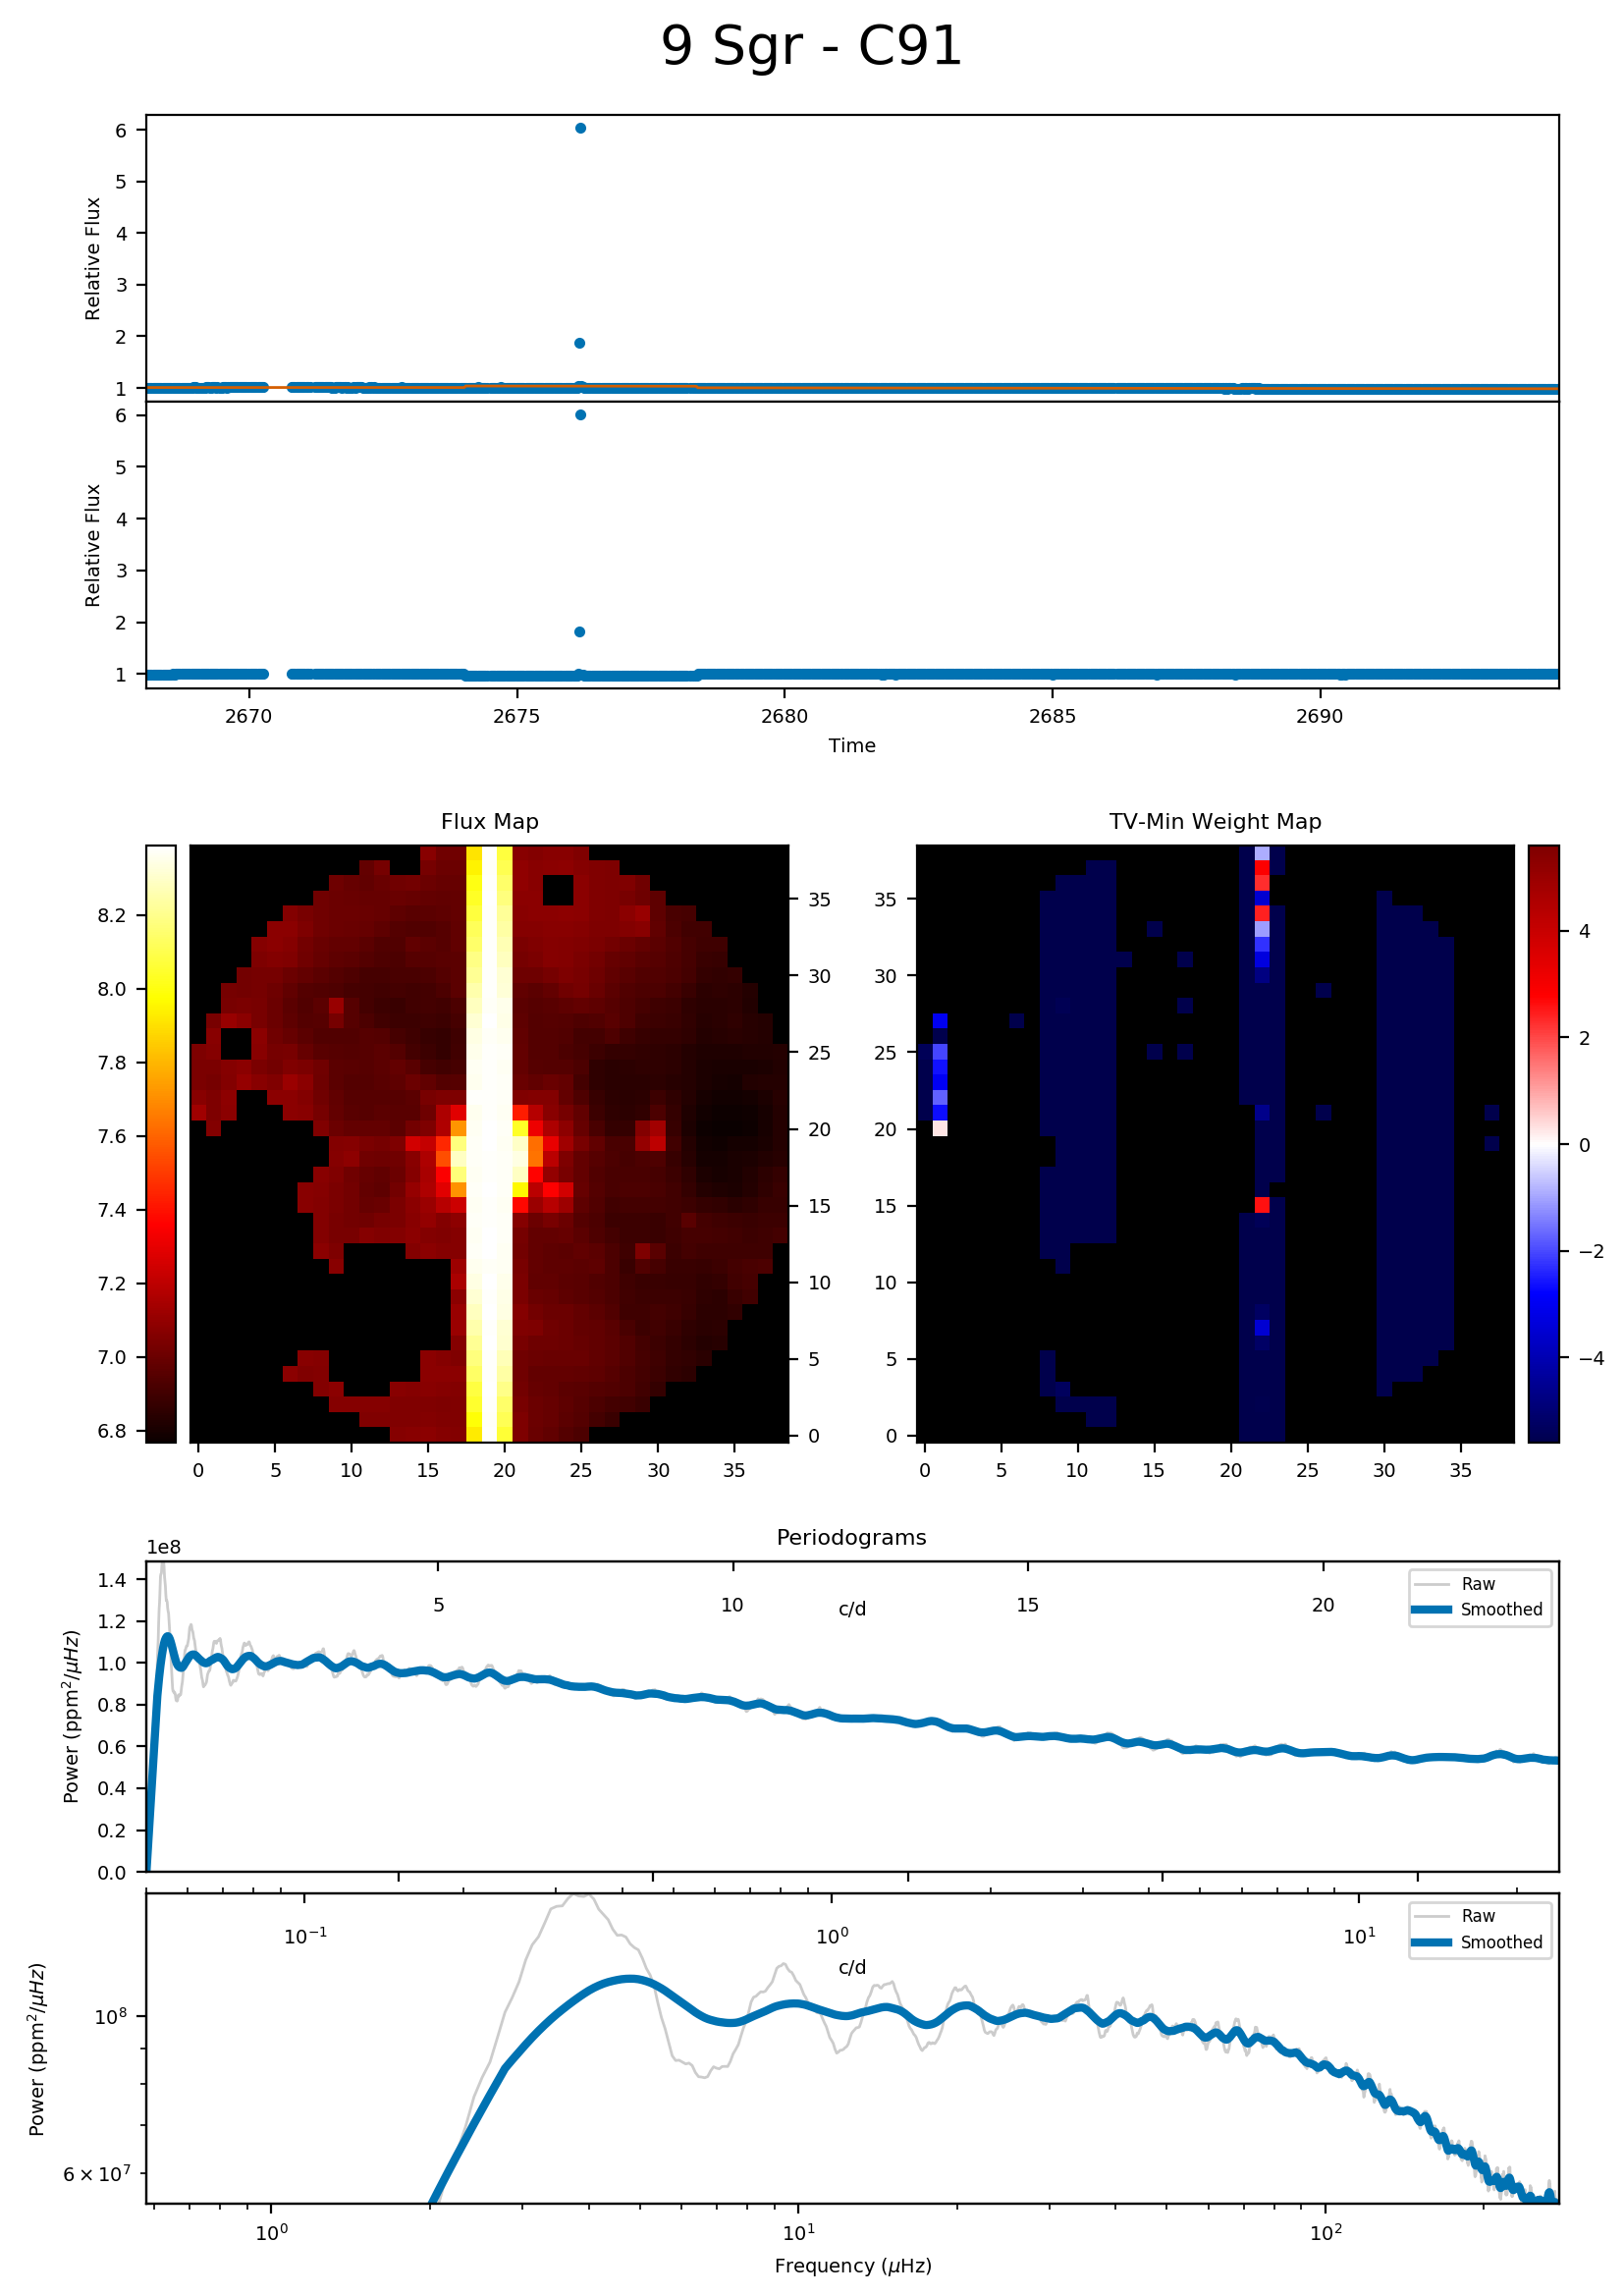 9 Sgr - C91
6
5
4
3
2
1
Relative Flux
6
5
4
3
2
1
Relative Flux
2670 2675 2680 2685 2690
Time
Flux Map
8.2
8.0
7.8
7.6
7.4
7.2
7.0
6.8
35
30
25
20
15
10
5
0
0 5 10 15 20 25 30 35
TV-Min Weight Map
35
30
25
20
15
10
5
0
0 5 10 15 20 25 30 35
4
2
0
−2
−4
Periodograms
1e8
1.4
1.2
1.0
0.8
0.6
0.4
0.2
0.0
Power (ppm²/μHz)
5 10 15 20
c/d
Raw
Smoothed
10⁻¹ 10⁰ 10¹
c/d
Raw
Smoothed
10⁸
6 × 10⁷
Power (ppm²/μHz)
10⁰ 10¹ 10²
Frequency (μHz)